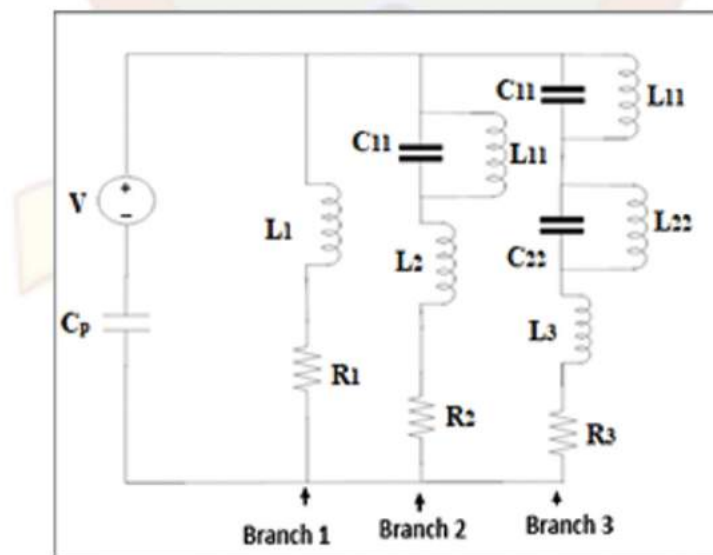 C11
L11
C11
L11
V
+
-
L1
L2
C22
L22
Cp
L3
R1
R2
R3
Branch 1
Branch 2
Branch 3